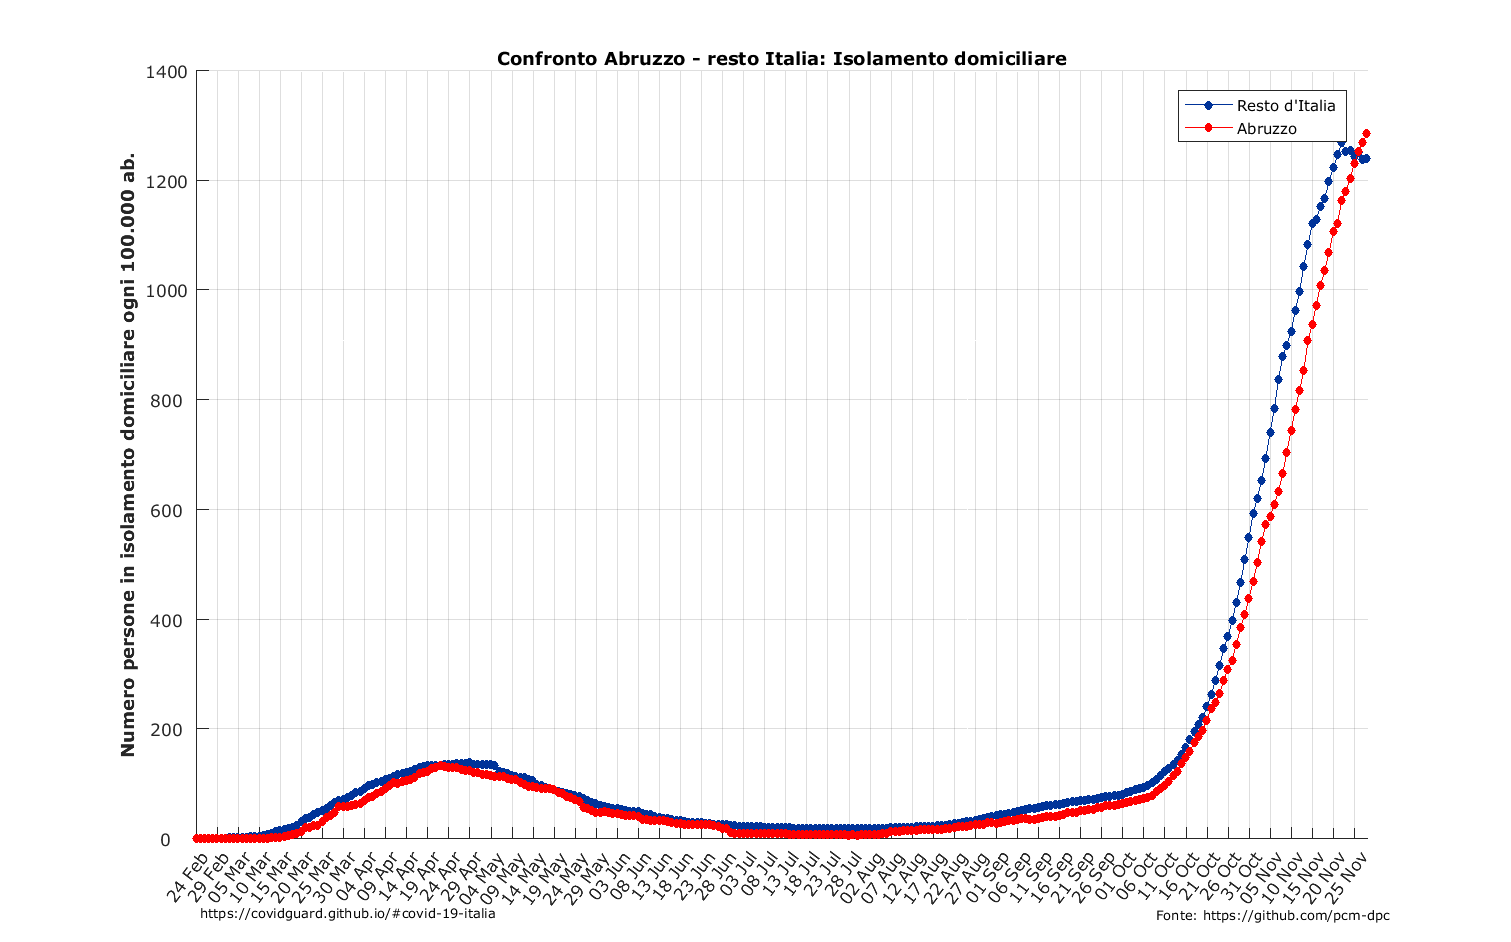 Confronto Abruzzo - resto Italia: Isolamento domiciliare
Numero persone in isolamento domiciliare ogni 100.000 ab.
1400
1200
1000
800
600
400
200
0
Resto d'Italia
Abruzzo
24 Feb
29 Feb
05 Mar
10 Mar
15 Mar
20 Mar
25 Mar
30 Mar
04 Apr
09 Apr
14 Apr
19 Apr
24 Apr
29 Apr
04 May
09 May
14 May
19 May
24 May
29 May
03 Jun
08 Jun
13 Jun
18 Jun
23 Jun
28 Jun
03 Jul
08 Jul
13 Jul
18 Jul
23 Jul
28 Jul
02 Aug
07 Aug
12 Aug
17 Aug
22 Aug
27 Aug
01 Sep
06 Sep
11 Sep
16 Sep
21 Sep
26 Sep
01 Oct
06 Oct
11 Oct
16 Oct
21 Oct
26 Oct
31 Oct
05 Nov
10 Nov
15 Nov
20 Nov
25 Nov
https://covidguard.github.io/#covid-19-italia
Fonte: https://github.com/pcm-dpc